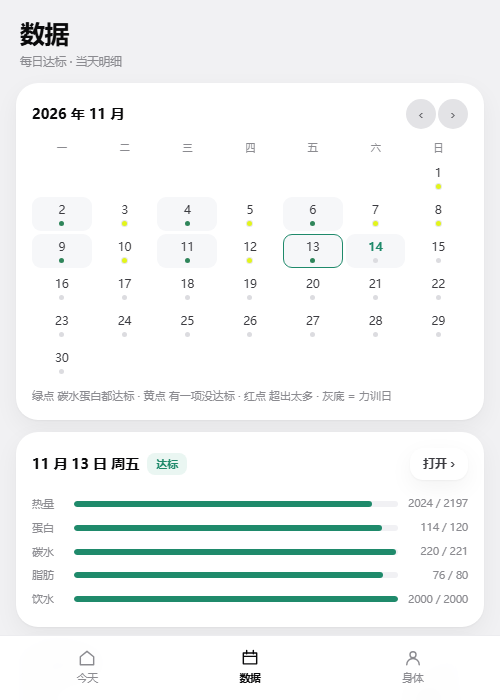 数据
每日达标 · 当天明细
2026 年 11 月
‹ ›
一 二 三 四 五 六 日
1
2 3 4 5 6 7 8
9 10 11 12 13 14 15
16 17 18 19 20 21 22
23 24 25 26 27 28 29
30
绿点 碳水蛋白都达标 · 黄点 有一项没达标 · 红点 超出太多 · 灰底 = 力训日
11 月 13 日 周五 达标 打开 ›
热量 2024 / 2197
蛋白 114 / 120
碳水 220 / 221
脂肪 76 / 80
饮水 2000 / 2000
今天 数据 身体